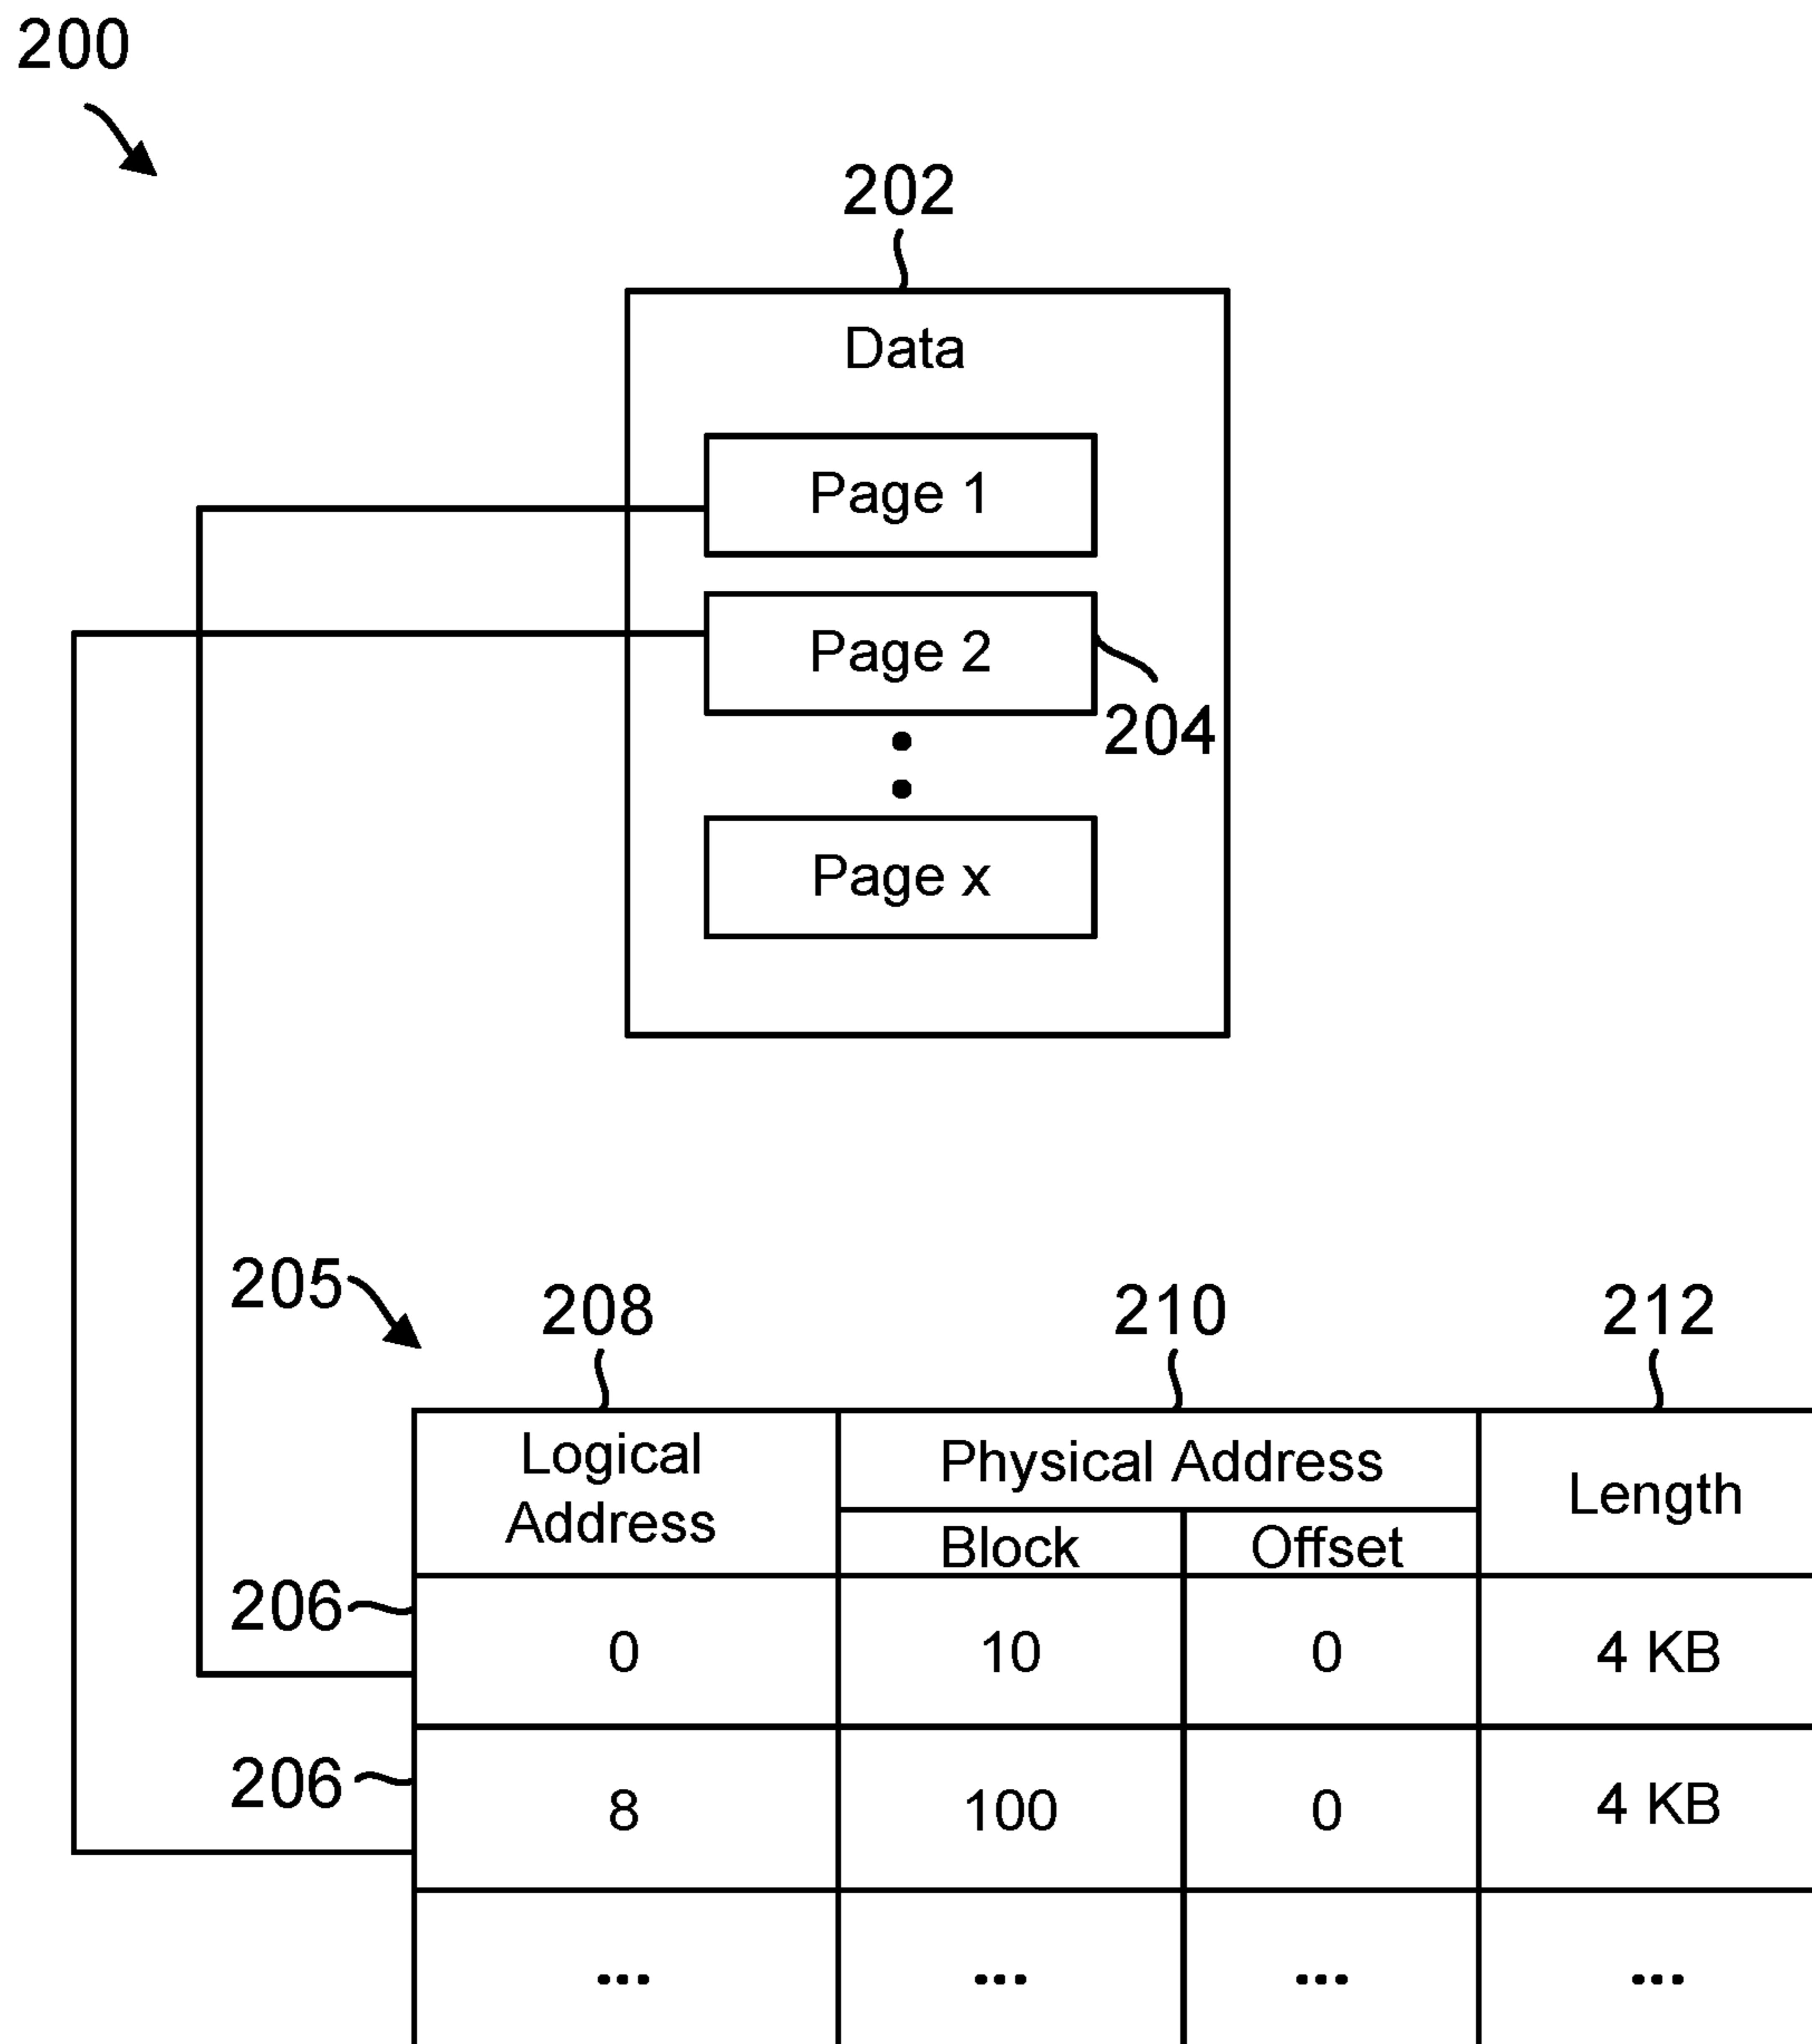 200
202
Data
Page 1
Page 2
204
Page x
205
208
210
212
Logical
Address
Physical Address
Length
Block
Offset
206
0
10
0
4 KB
206
8
100
0
4 KB
...
...
...
...